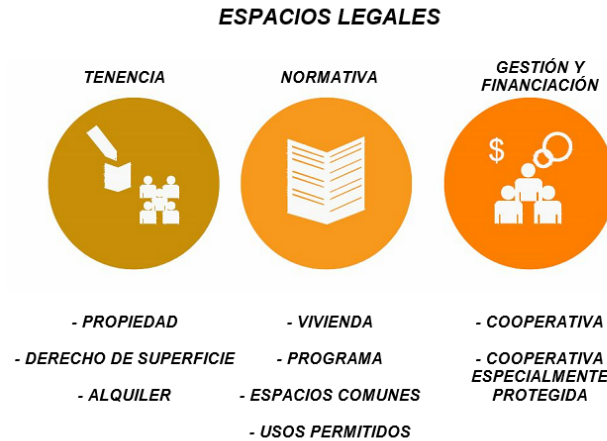 ESPACIOS LEGALES
TENENCIA
NORMATIVA
GESTIÓN Y
FINANCIACIÓN
$
- PROPIEDAD
- DERECHO DE SUPERFICIE
- ALQUILER
- VIVIENDA
- PROGRAMA
- ESPACIOS COMUNES
- USOS PERMITIDOS
- COOPERATIVA
- COOPERATIVA
ESPECIALMENTE
PROTEGIDA